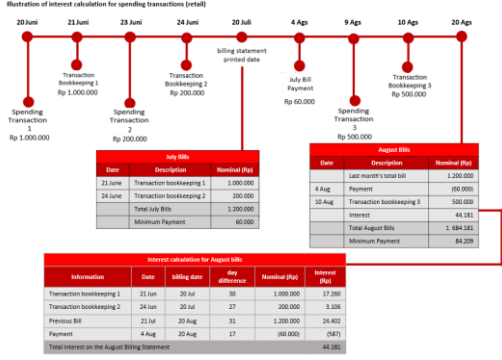 Illustration of interest calculation for spending transactions (retail)
20 Juni 21 Juni 23 Juni 24 Juni 20 Juli 4 Ags 9 Ags 10 Ags 20 Ags
Transaction
Bookkeeping 1
Rp 1.000.000
Transaction
Bookkeeping 2
Rp 200.000
billing statement
printed date
July Bill
Payment
Rp 60.000
Transaction
Bookkeeping 3
Rp 500.000
Spending
Transaction
1
Rp 1.000.000
Spending
Transaction
2
Rp 200.000
Spending
Transaction
3
Rp 500.000
July Bills
Date Description Nominal (Rp)
21 June Transaction bookkeeping 1 1.000.000
24 June Transaction bookkeeping 2 200.000
Total July Bills 1.200.000
Minimum Payment 60.000
August Bills
Date Description Nominal (Rp)
Last month's total bill 1.200.000
4 Aug Payment (60.000)
10 Aug Transaction bookkeeping 3 500.000
Interest 44.181
Total August Bills 1. 684.181
Minimum Payment 84.209
Interest calculation for August bills
Information Date billing date day difference Nominal (Rp) Interest (Rp)
Transaction bookkeeping 1 21 Jun 20 Jul 30 1.000.000 17.260
Transaction bookkeeping 2 24 Jun 20 Jul 27 200.000 3.106
Previous Bill 21 Jul 20 Aug 31 1.200.000 24.402
Payment 4 Aug 20 Aug 17 (60.000) (587)
Total interest on the August Billing Statement 44.181